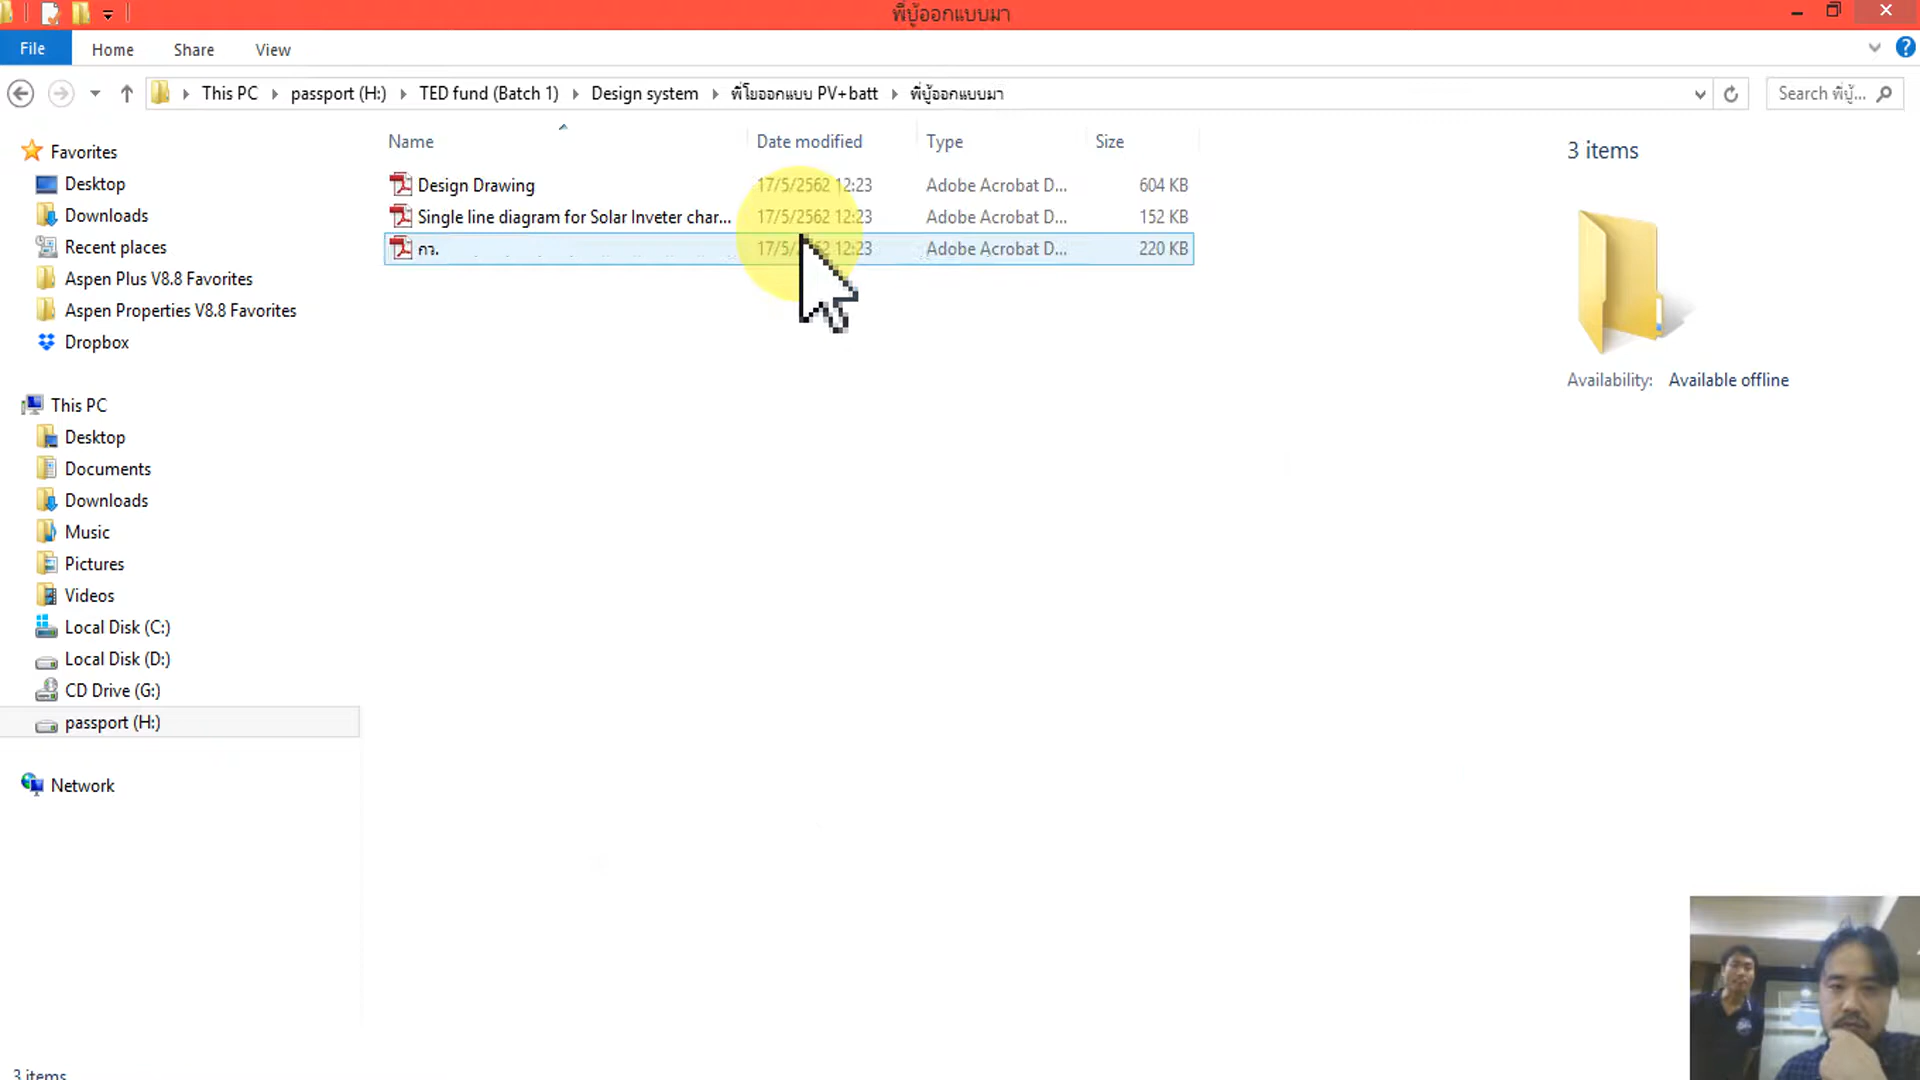 พี่บู้ออกแบบมา
File Home Share View
This PC passport (H:) TED fund (Batch 1) Design system พี่โยออกแบบ PV+batt พี่บู้ออกแบบมา Search พี่บู้...
Name Date modified Type Size
Design Drawing 17/5/2562 12:23 Adobe Acrobat D... 604 KB
Single line diagram for Solar Inveter char... 17/5/2562 12:23 Adobe Acrobat D... 152 KB
กว. 17/5/2562 12:23 Adobe Acrobat D... 220 KB
3 items
Availability: Available offline
Favorites
Desktop
Downloads
Recent places
Aspen Plus V8.8 Favorites
Aspen Properties V8.8 Favorites
Dropbox
This PC
Desktop
Documents
Downloads
Music
Pictures
Videos
Local Disk (C:)
Local Disk (D:)
CD Drive (G:)
passport (H:)
Network
3 items